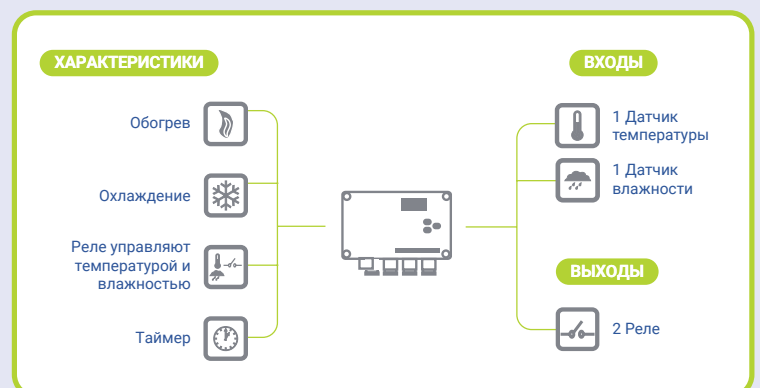 ХАРАКТЕРИСТИКИ
Обогрев
Охлаждение
Реле управляют
температурой и
влажностью
Таймер
ВХОДЫ
1 Датчик
температуры
1 Датчик
влажности
ВЫХОДЫ
2 Реле